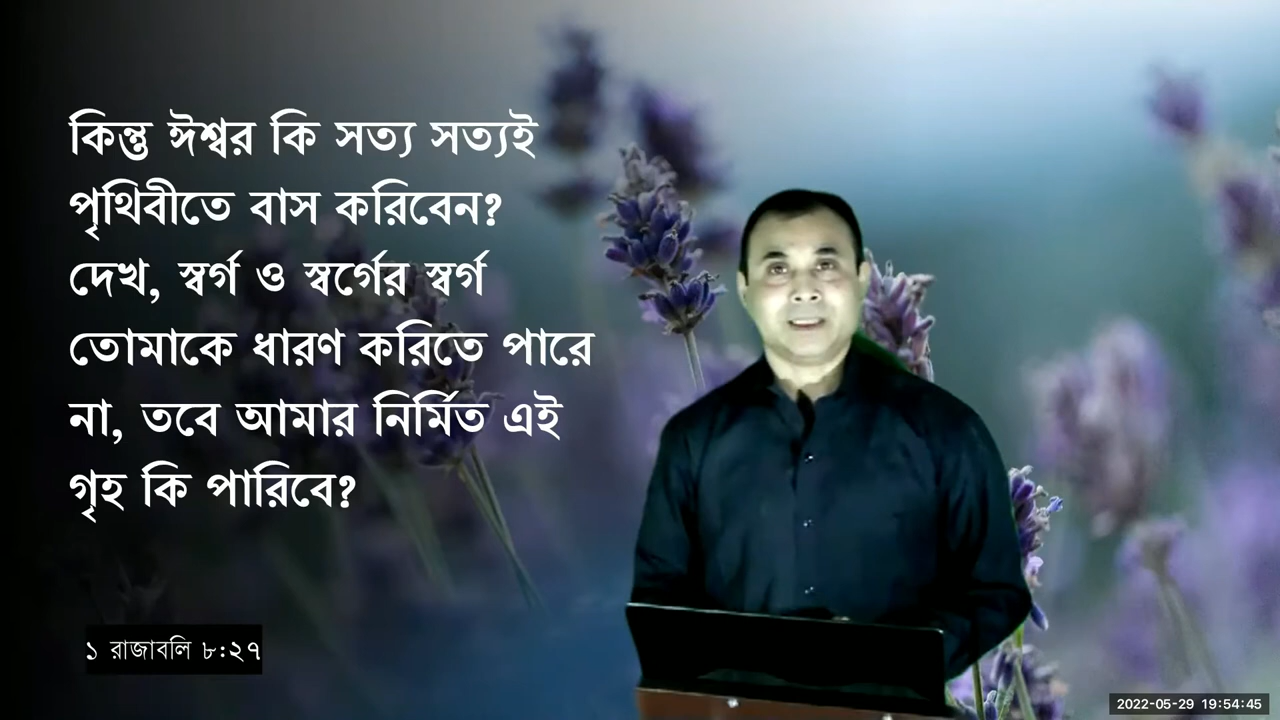 কিন্তু ঈশ্বর কি সত্য সত্যই
পৃথিবীতে বাস করিবেন?
দেখ, স্বর্গ ও স্বর্গের স্বর্গ
তোমাকে ধারণ করিতে পারে
না, তবে আমার নির্মিত এই
গৃহ কি পারিবে?
১ রাজাবলি ৮:২৭
2022-05-29 19:54:45